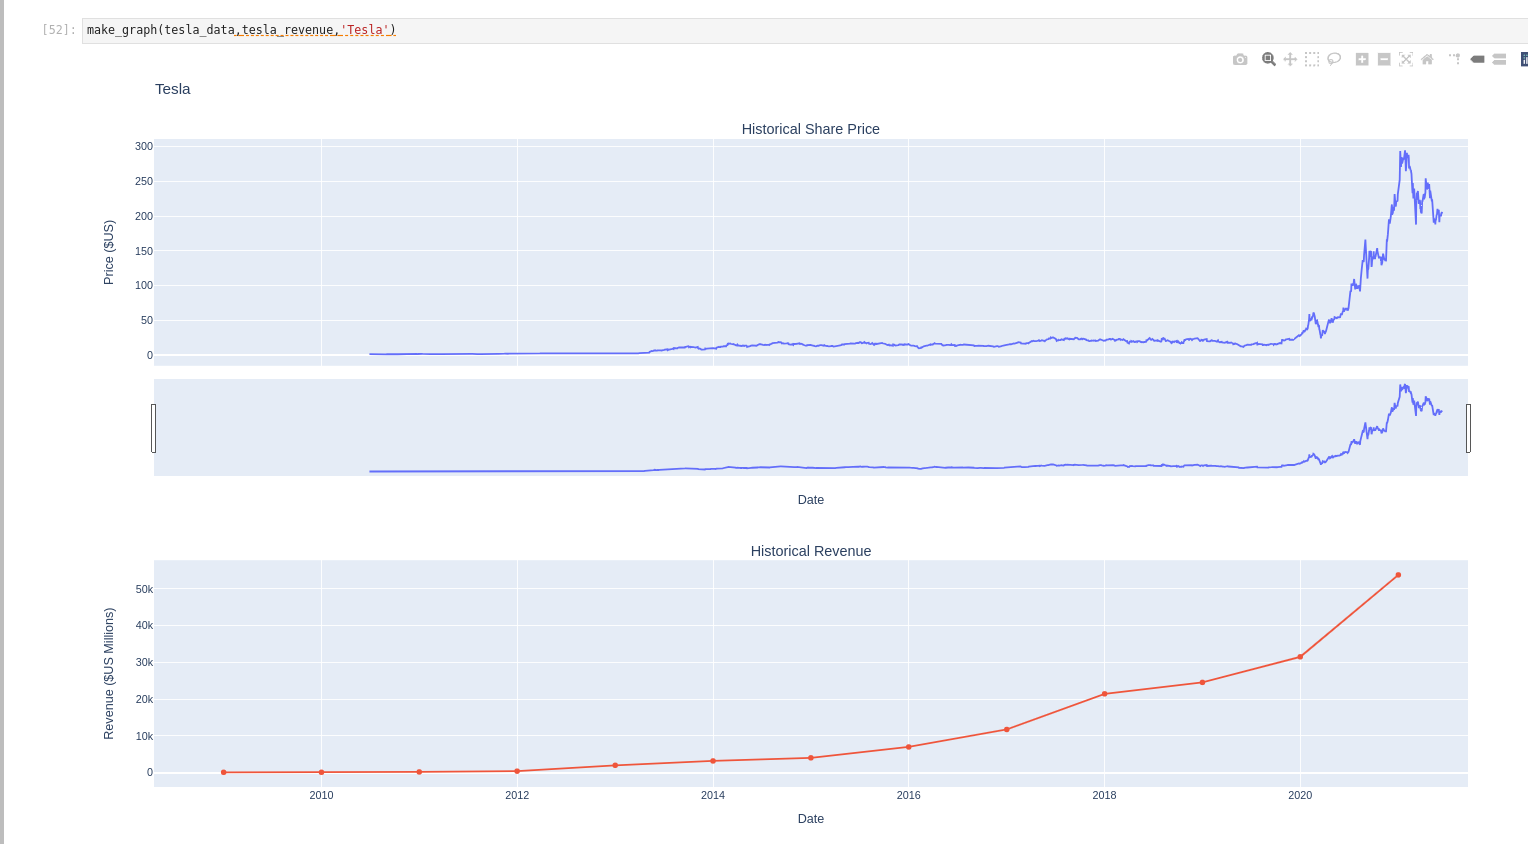 [52]: make_graph(tesla_data,tesla_revenue,'Tesla')
Tesla
Historical Share Price
300
250
200
150
100
50
0
Price ($US)
Date
Historical Revenue
50k
40k
30k
20k
10k
0
Revenue ($US Millions)
2010 2012 2014 2016 2018 2020
Date